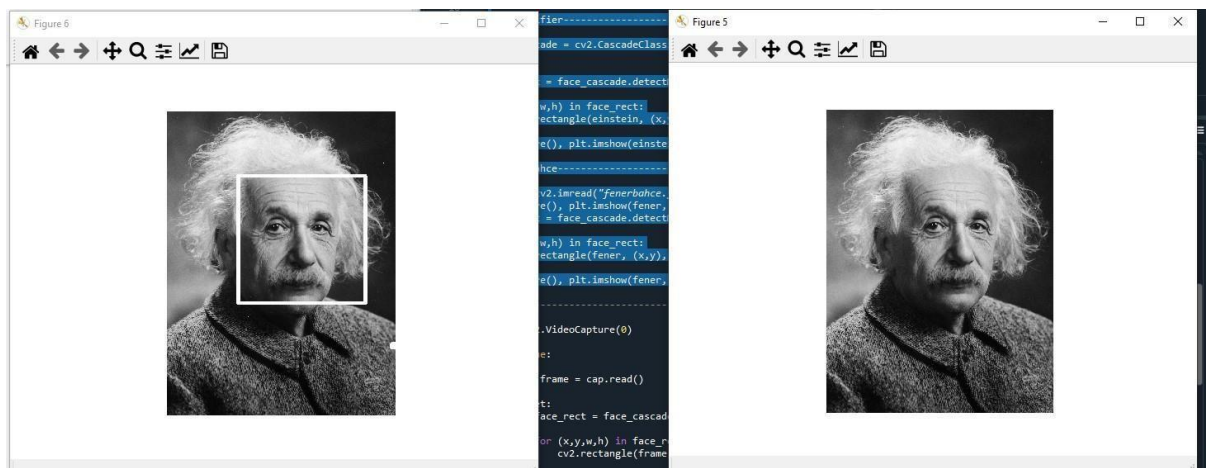 Figure 6
fier--------------------
ade = cv2.CascadeClass
= face_cascade.detect
w,h) in face_rect:
ectangle(einstein, (x,
e(), plt.imshow(einste
hce--------------------
v2.imread("fenerbahce.
e(), plt.imshow(fener,
= face_cascade.detect
w,h) in face_rect:
ectangle(fener, (x,y),
e(), plt.imshow(fener,
.VideoCapture(0)
e:
frame = cap.read()
t:
ace_rect = face_cascad
or (x,y,w,h) in face_r
cv2.rectangle(frame
Figure 5